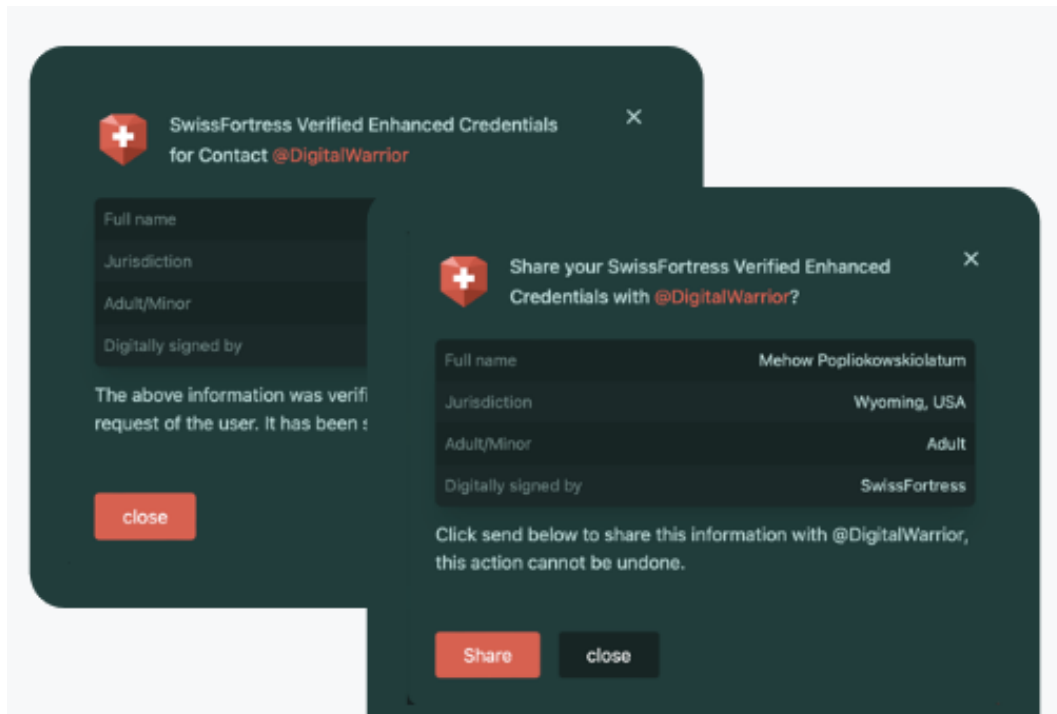 SwissFortress Verified Enhanced Credentials
for Contact @DigitalWarrior
Full name
Jurisdiction
Adult/Minor
Digitally signed by
The above information was verifi
request of the user. It has been s
close
Share your SwissFortress Verified Enhanced
Credentials with @DigitalWarrior?
Full name Mehow Popliokowskiolatum
Jurisdiction Wyoming, USA
Adult/Minor Adult
Digitally signed by SwissFortress
Click send below to share this information with @DigitalWarrior,
this action cannot be undone.
Share close